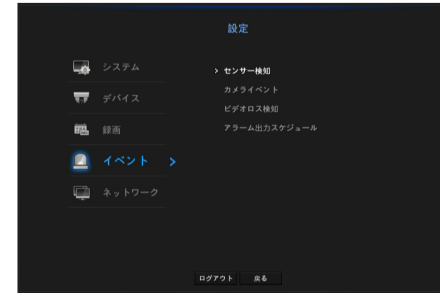 設定
システム
デバイス
録画
イベント >
ネットワーク
> センサー検知
カメライベント
ビデオロス検知
アラーム出力スケジュール
ログアウト 戻る